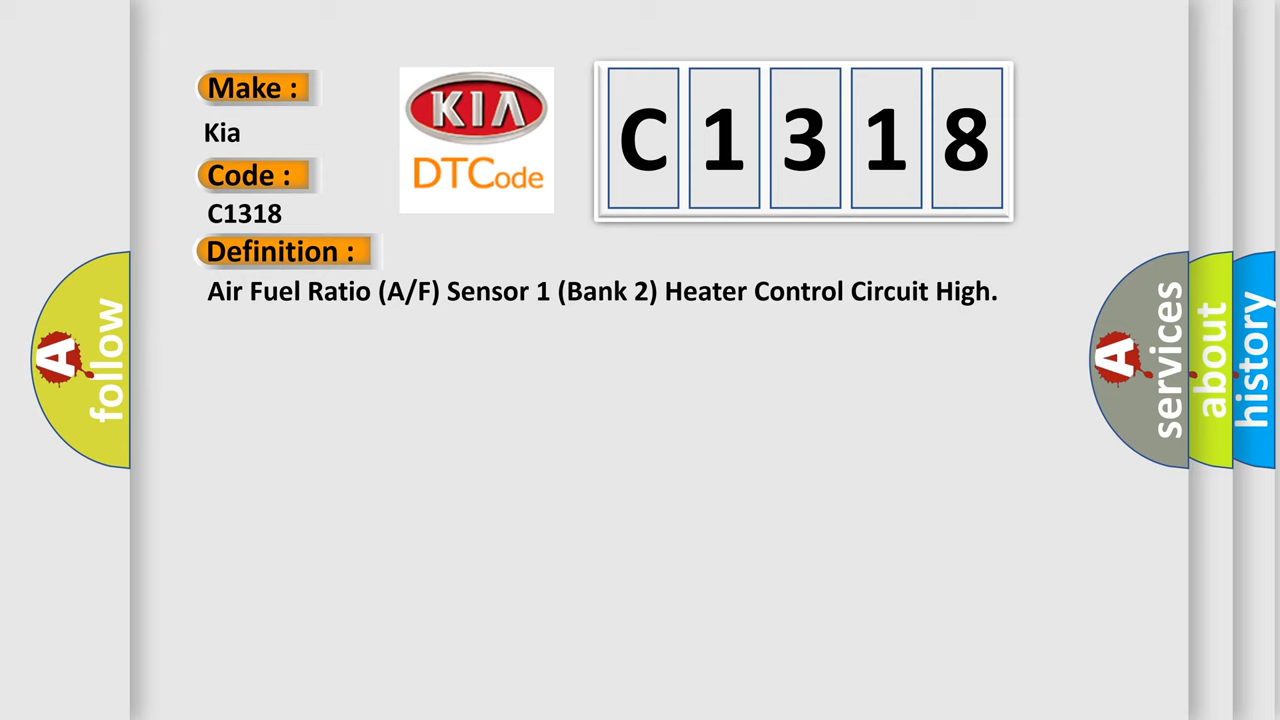 Make :
Kia
Code :
C1318
Definition :
Air Fuel Ratio (A/F) Sensor 1 (Bank 2) Heater Control Circuit High.
KIA
DTCode
C1318
A follow
A services
about
history